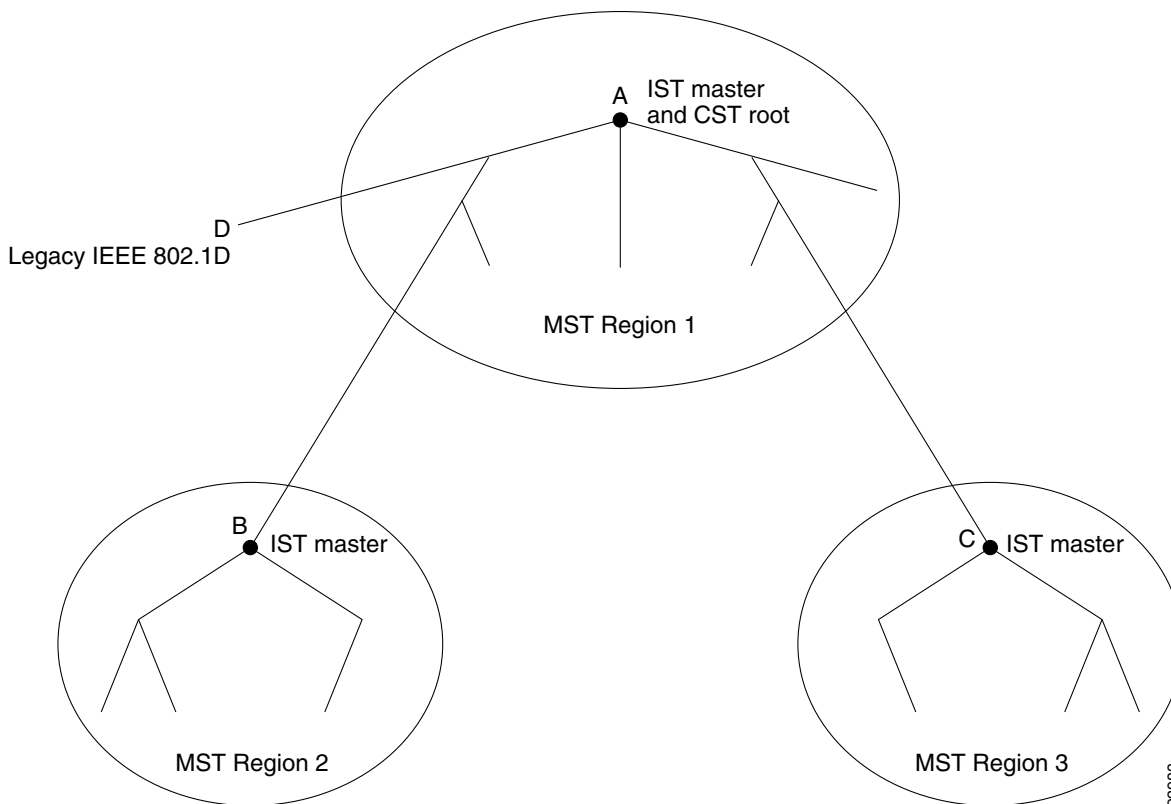 A
IST master
and CST root
D
Legacy IEEE 802.1D
MST Region 1
B
IST master
C
IST master
MST Region 2
MST Region 3